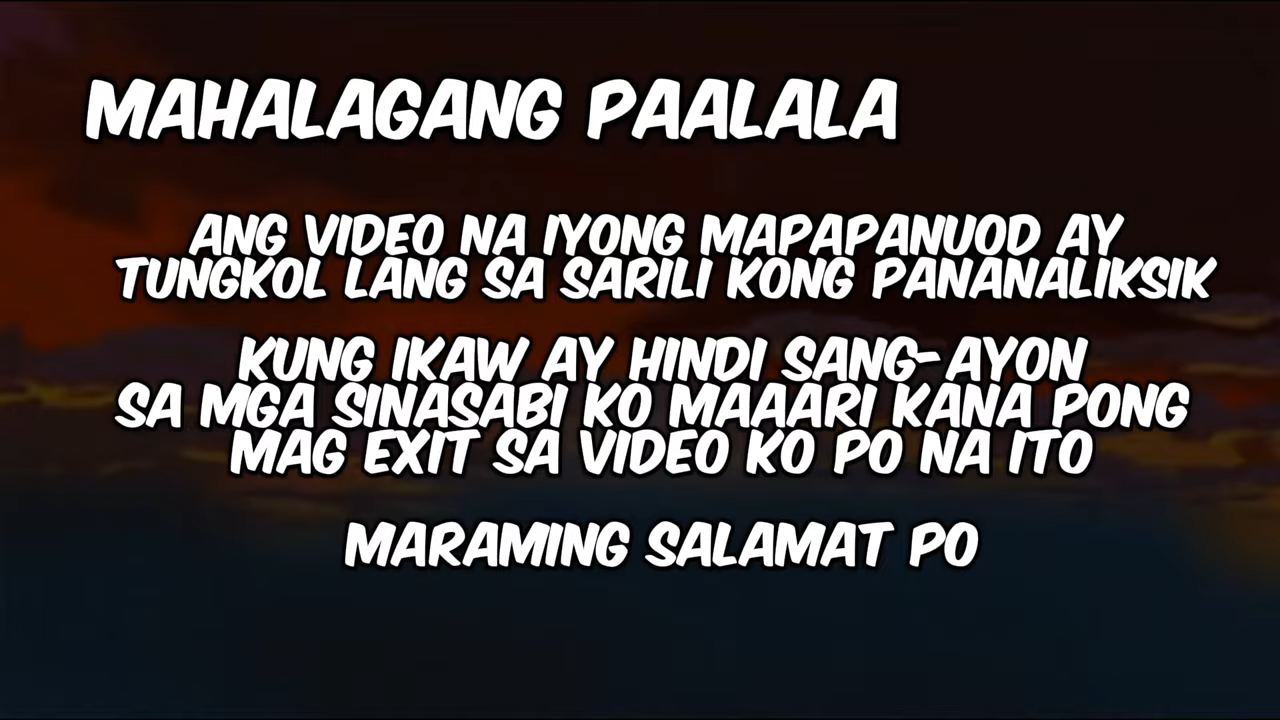 MAHALAGANG PAALALA
ANG VIDEO NA IYONG MAPAPANUOD AY
TUNGKOL LANG SA SARILI KONG PANANALIKSIK
KUNG IKAW AY HINDI SANG-AYON
SA MGA SINASABI KO MAAARI KANA PONG
MAG EXIT SA VIDEO KO PO NA ITO
MARAMING SALAMAT PO